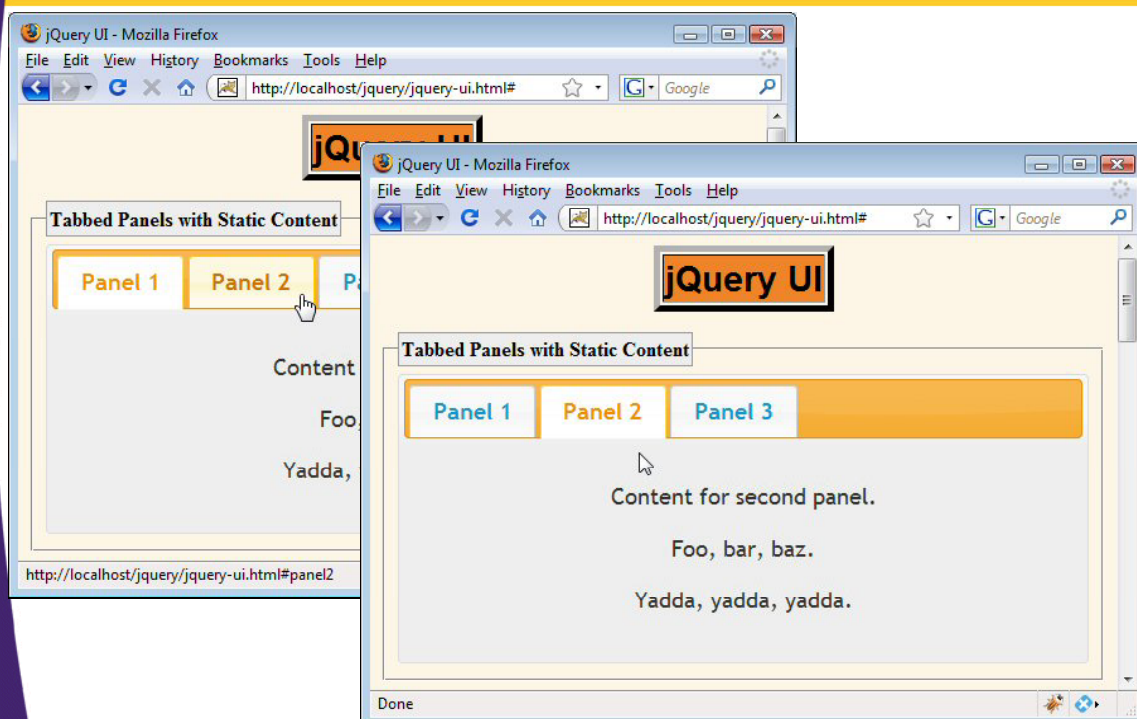 jQuery UI - Mozilla Firefox
File Edit View History Bookmarks Tools Help
http://localhost/jquery/jquery-ui.html#
G Google
Tabbed Panels with Static Content
Panel 1 Panel 2
Content
Foo,
Yadda,
http://localhost/jquery/jquery-ui.html#panel2
jQuery UI - Mozilla Firefox
File Edit View History Bookmarks Tools Help
http://localhost/jquery/jquery-ui.html#
G Google
jQuery UI
Tabbed Panels with Static Content
Panel 1 Panel 2 Panel 3
Content for second panel.
Foo, bar, baz.
Yadda, yadda, yadda.
Done